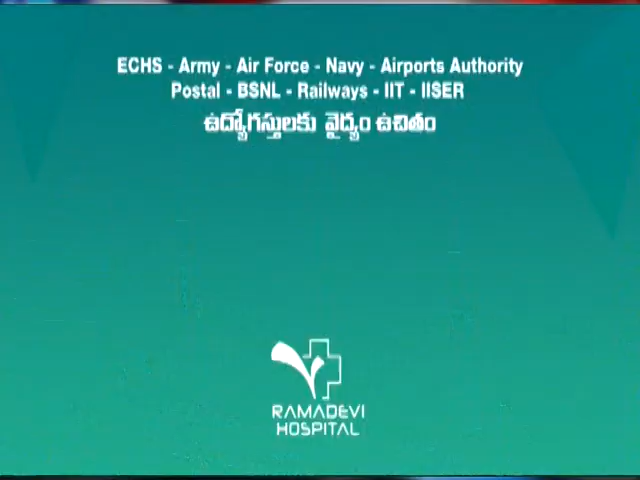 ECHS - Army - Air Force - Navy - Airports Authority
Postal - BSNL - Railways - IIT - IISER
ఉద్యోగస్తులకు వైద్యం ఉచితం
RAMADEVI
HOSPITAL